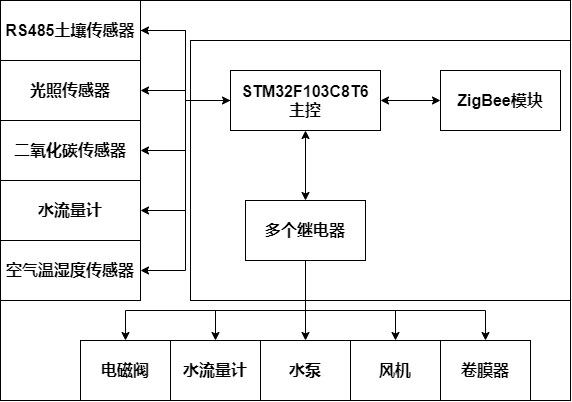 RS485土壤传感器
光照传感器
二氧化碳传感器
水流量计
空气温湿度传感器
STM32F103C8T6
主控
ZigBee模块
多个继电器
电磁阀
水流量计
水泵
风机
卷膜器